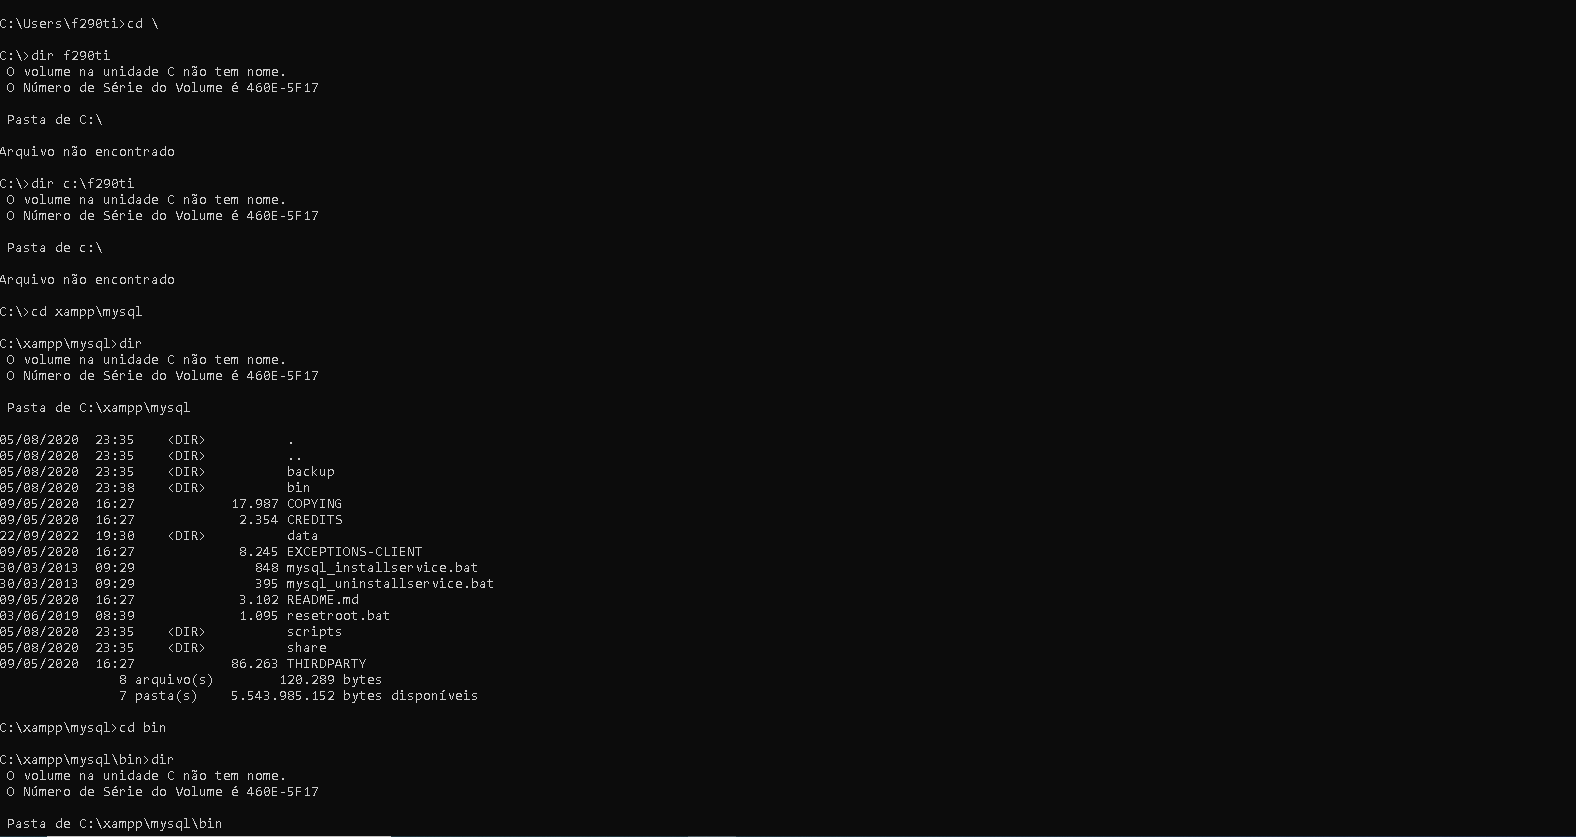 C:\Users\f290ti>cd \
C:\>dir f290ti
O volume na unidade C não tem nome.
O Número de Série do Volume é 460E-5F17
Pasta de C:\
Arquivo não encontrado
C:\>dir c:\f290ti
O volume na unidade C não tem nome.
O Número de Série do Volume é 460E-5F17
Pasta de c:\
Arquivo não encontrado
C:\>cd xampp\mysql
C:\xampp\mysql>dir
O volume na unidade C não tem nome.
O Número de Série do Volume é 460E-5F17
Pasta de C:\xampp\mysql
05/08/2020  23:35    <DIR>          .
05/08/2020  23:35    <DIR>          ..
05/08/2020  23:35    <DIR>          backup
05/08/2020  23:38    <DIR>          bin
09/05/2020  16:27            17.987 COPYING
09/05/2020  16:27             2.354 CREDITS
22/09/2022  19:30    <DIR>          data
09/05/2020  16:27             8.245 EXCEPTIONS-CLIENT
30/03/2013  09:29               848 mysql_installservice.bat
30/03/2013  09:29               395 mysql_uninstallservice.bat
09/05/2020  16:27             3.102 README.md
03/06/2019  08:39             1.095 resetroot.bat
05/08/2020  23:35    <DIR>          scripts
05/08/2020  23:35    <DIR>          share
09/05/2020  16:27            86.263 THIRDPARTY
8 arquivo(s)        120.289 bytes
7 pasta(s)    5.543.985.152 bytes disponíveis
C:\xampp\mysql>cd bin
C:\xampp\mysql\bin>dir
O volume na unidade C não tem nome.
O Número de Série do Volume é 460E-5F17
Pasta de C:\xampp\mysql\bin